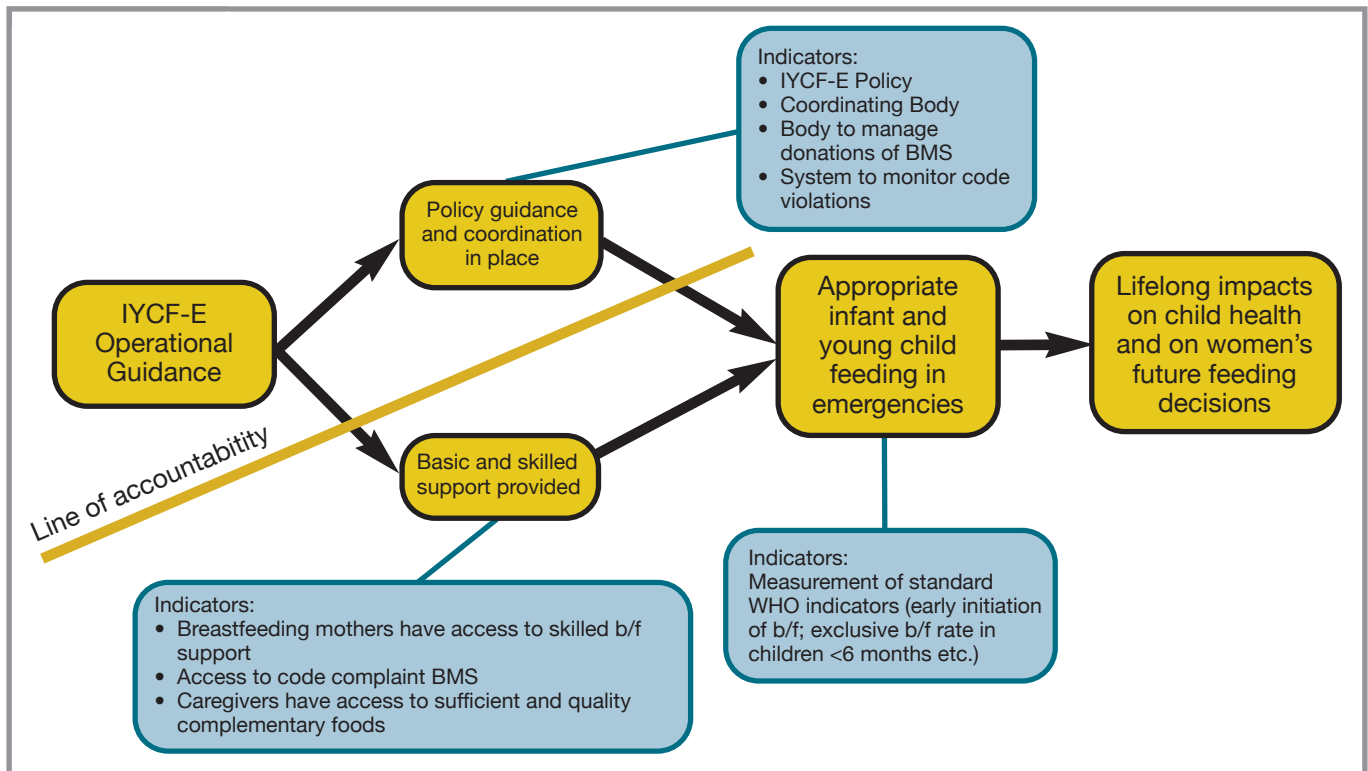 Indicators:
• IYCF-E Policy
• Coordinating Body
• Body to manage
donations of BMS
• System to monitor code
violations
Policy guidance
and coordination
in place
IYCF-E
Operational
Guidance
Appropriate
infant and
young child
feeding in
emergencies
Lifelong impacts
on child health
and on women's
future feeding
decisions
Line of accountabitity
Basic and skilled
support provided
Indicators:
Measurement of standard
WHO indicators (early initiation
of b/f; exclusive b/f rate in
children <6 months etc.)
Indicators:
• Breastfeeding mothers have access to skilled b/f
support
• Access to code complaint BMS
• Caregivers have access to sufficient and quality
complementary foods